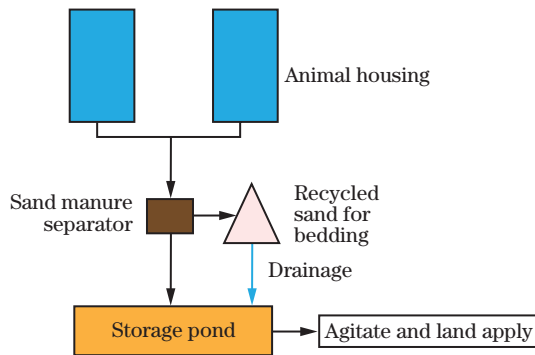 Animal housing
Sand manure
separator
Recycled
sand for
bedding
Drainage
Storage pond
Agitate and land apply